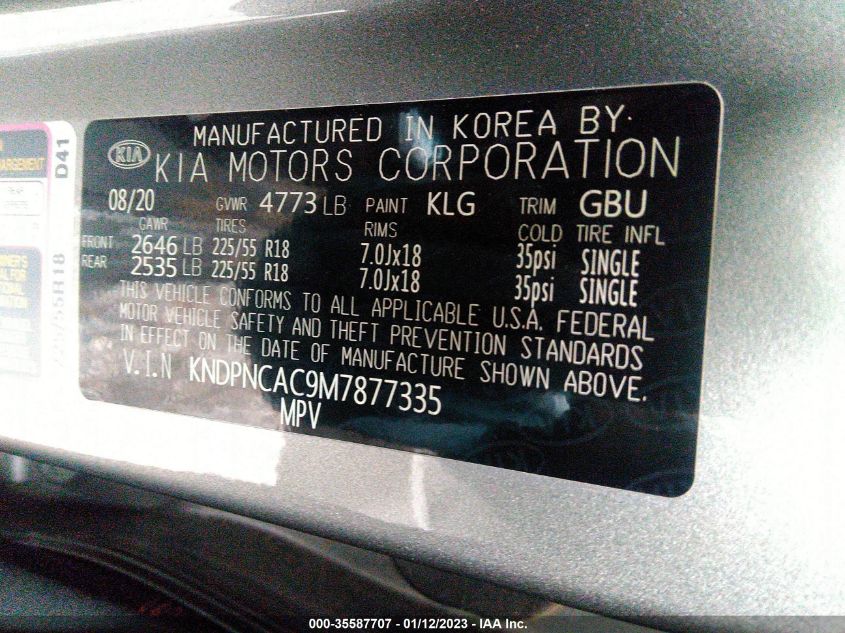 MANUFACTURED IN KOREA BY:
KIA KIA MOTORS CORPORATION
08/20 GVWR 4773 LB PAINT KLG TRIM GBU
GAWR TIRES RIMS COLD TIRE INFL
FRONT 2646 LB 225/55 R18 7.0Jx18 35psi SINGLE
REAR 2535 LB 225/55 R18 7.0Jx18 35psi SINGLE
THIS VEHICLE CONFORMS TO ALL APPLICABLE U.S.A. FEDERAL
MOTOR VEHICLE SAFETY AND THEFT PREVENTION STANDARDS
IN EFFECT ON THE DATE OF MANUFACTURE SHOWN ABOVE.
V.I.N KNDPNCAC9M7877335
MPV
D41
/55R18
000-35587707 - 01/12/2023 - IAA Inc.